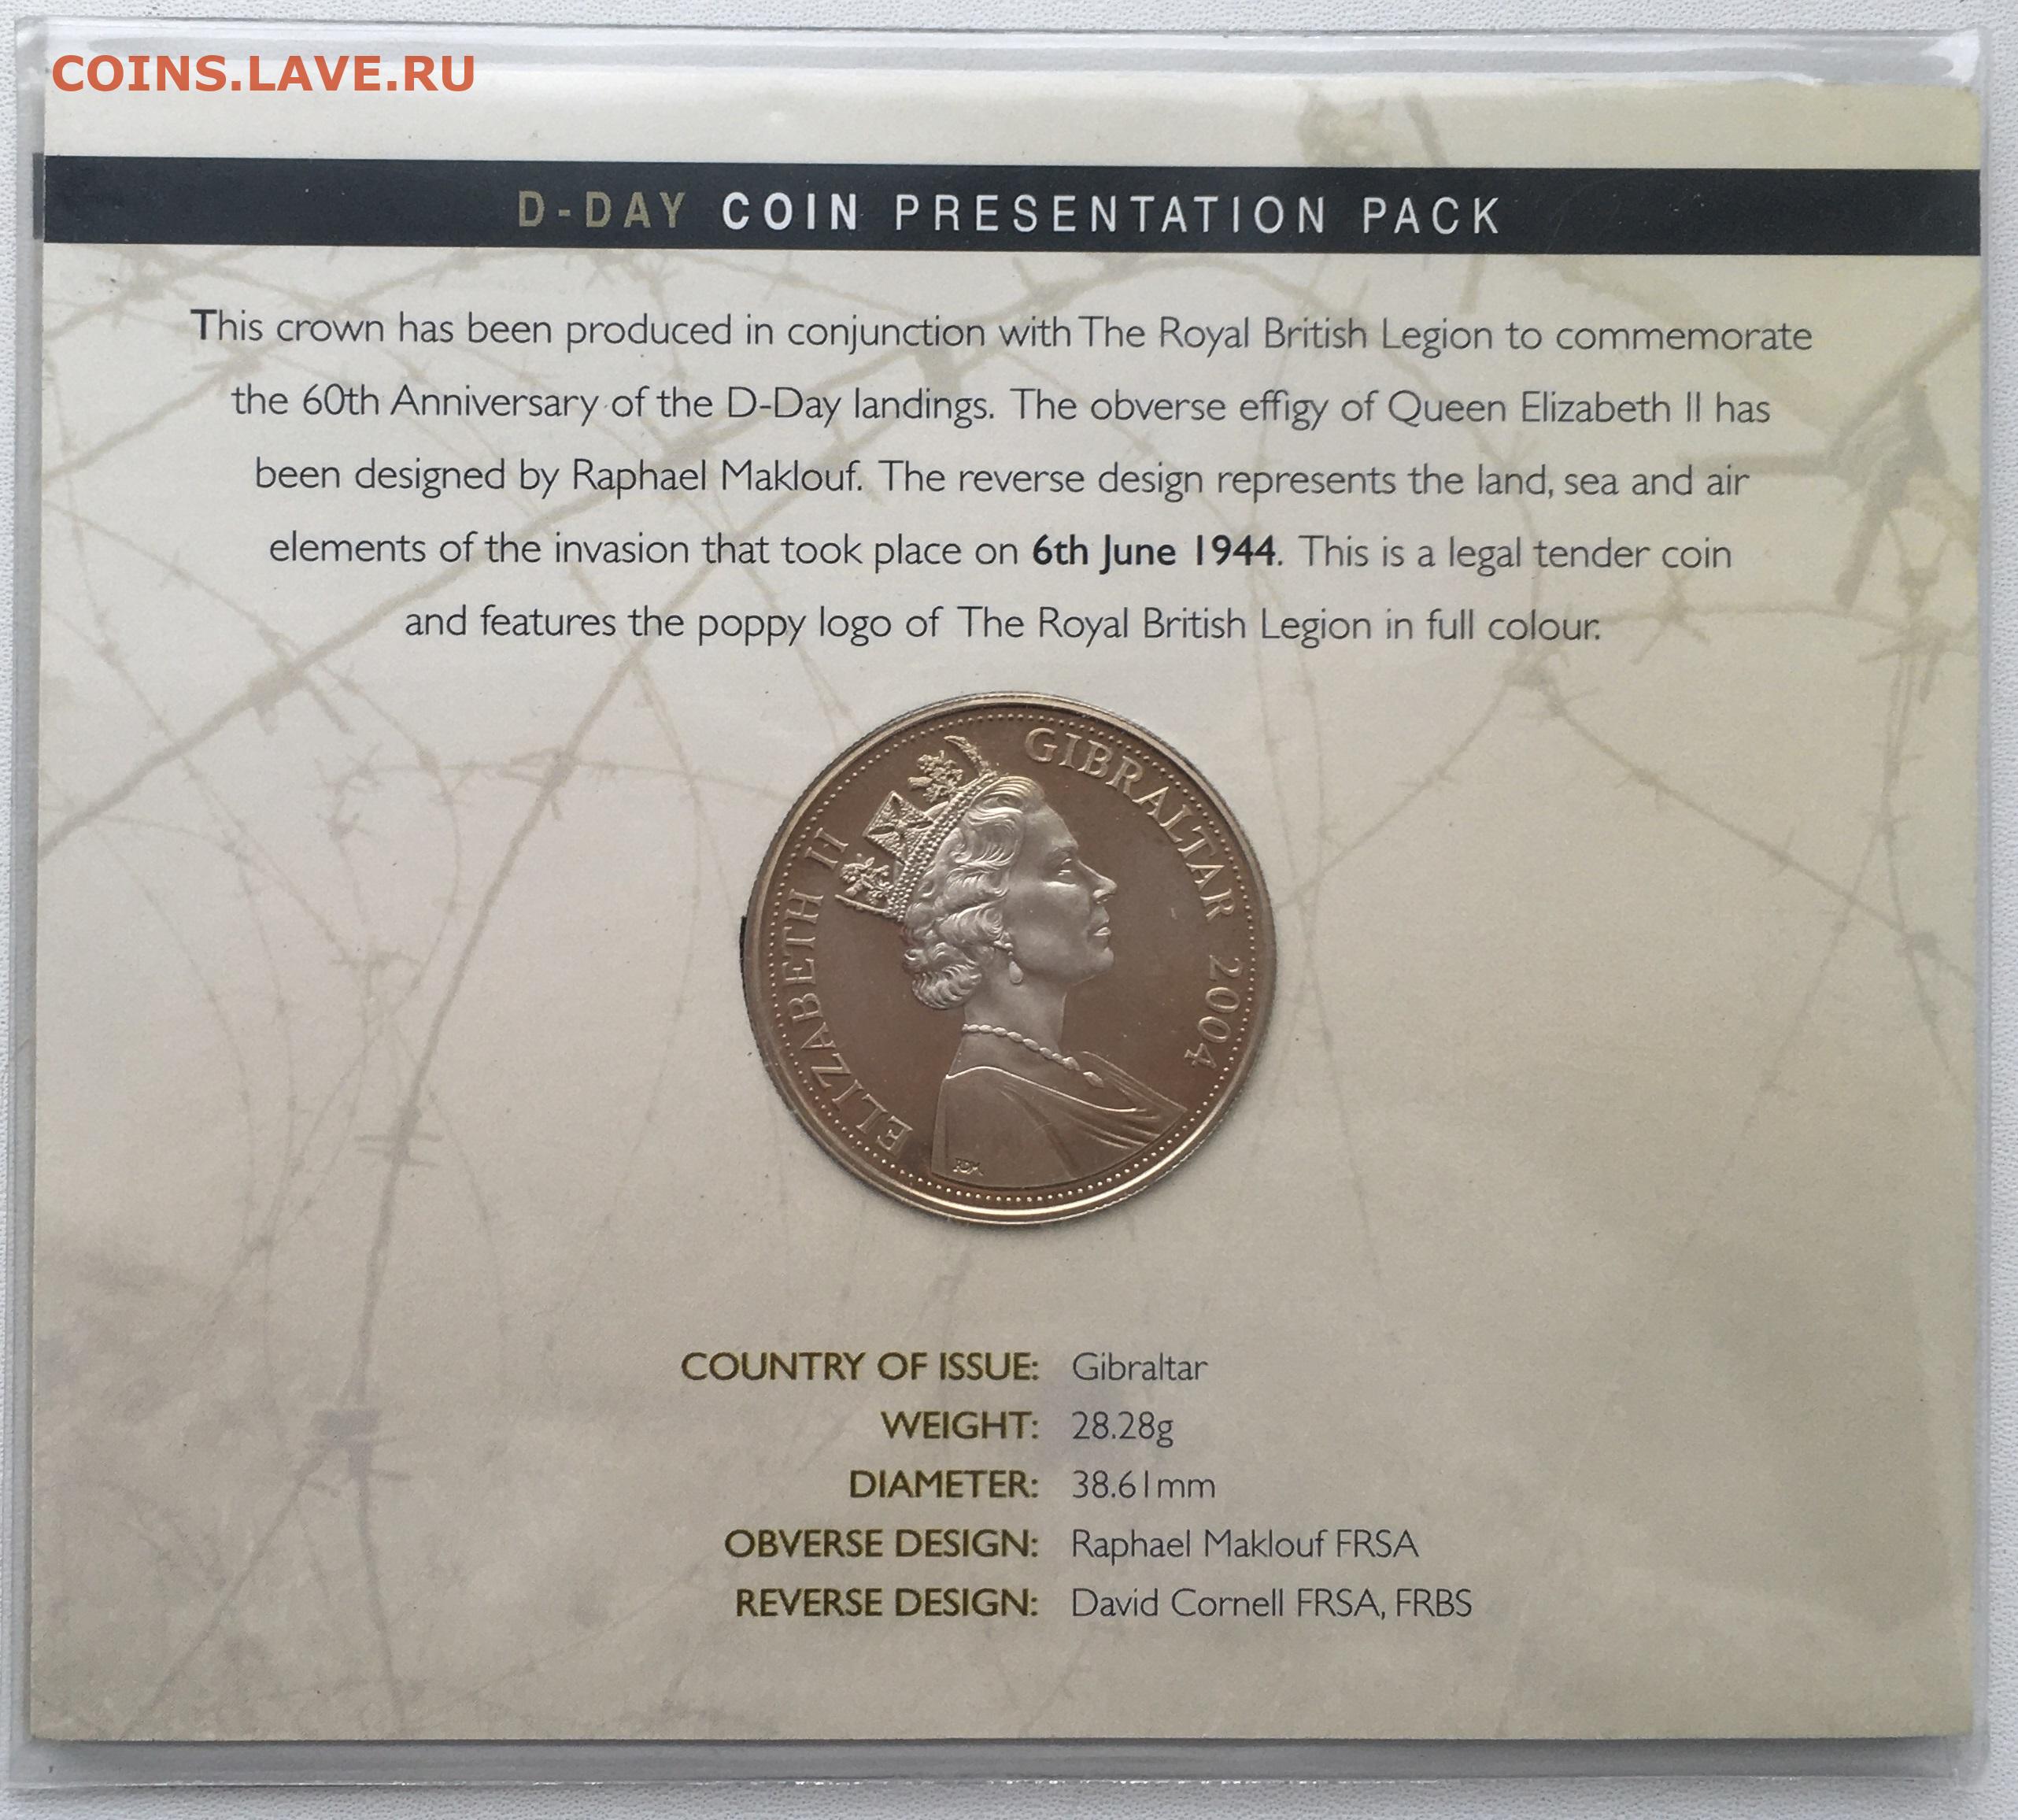 COINS.LAVE.RU
D-DAY COIN PRESENTATION PACK
This crown has been produced in conjunction with The Royal British Legion to commemorate
the 60th Anniversary of the D-Day landings. The obverse effigy of Queen Elizabeth II has
been designed by Raphael Maklouf. The reverse design represents the land, sea and air
elements of the invasion that took place on 6th June 1944. This is a legal tender coin
and features the poppy logo of The Royal British Legion in full colour.
ELIZABETH II GIBRALTAR 2004
RDM
COUNTRY OF ISSUE: Gibraltar
WEIGHT: 28.28g
DIAMETER: 38.61mm
OBVERSE DESIGN: Raphael Maklouf FRSA
REVERSE DESIGN: David Cornell FRSA, FRBS